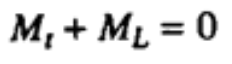 M_t + M_L = 0